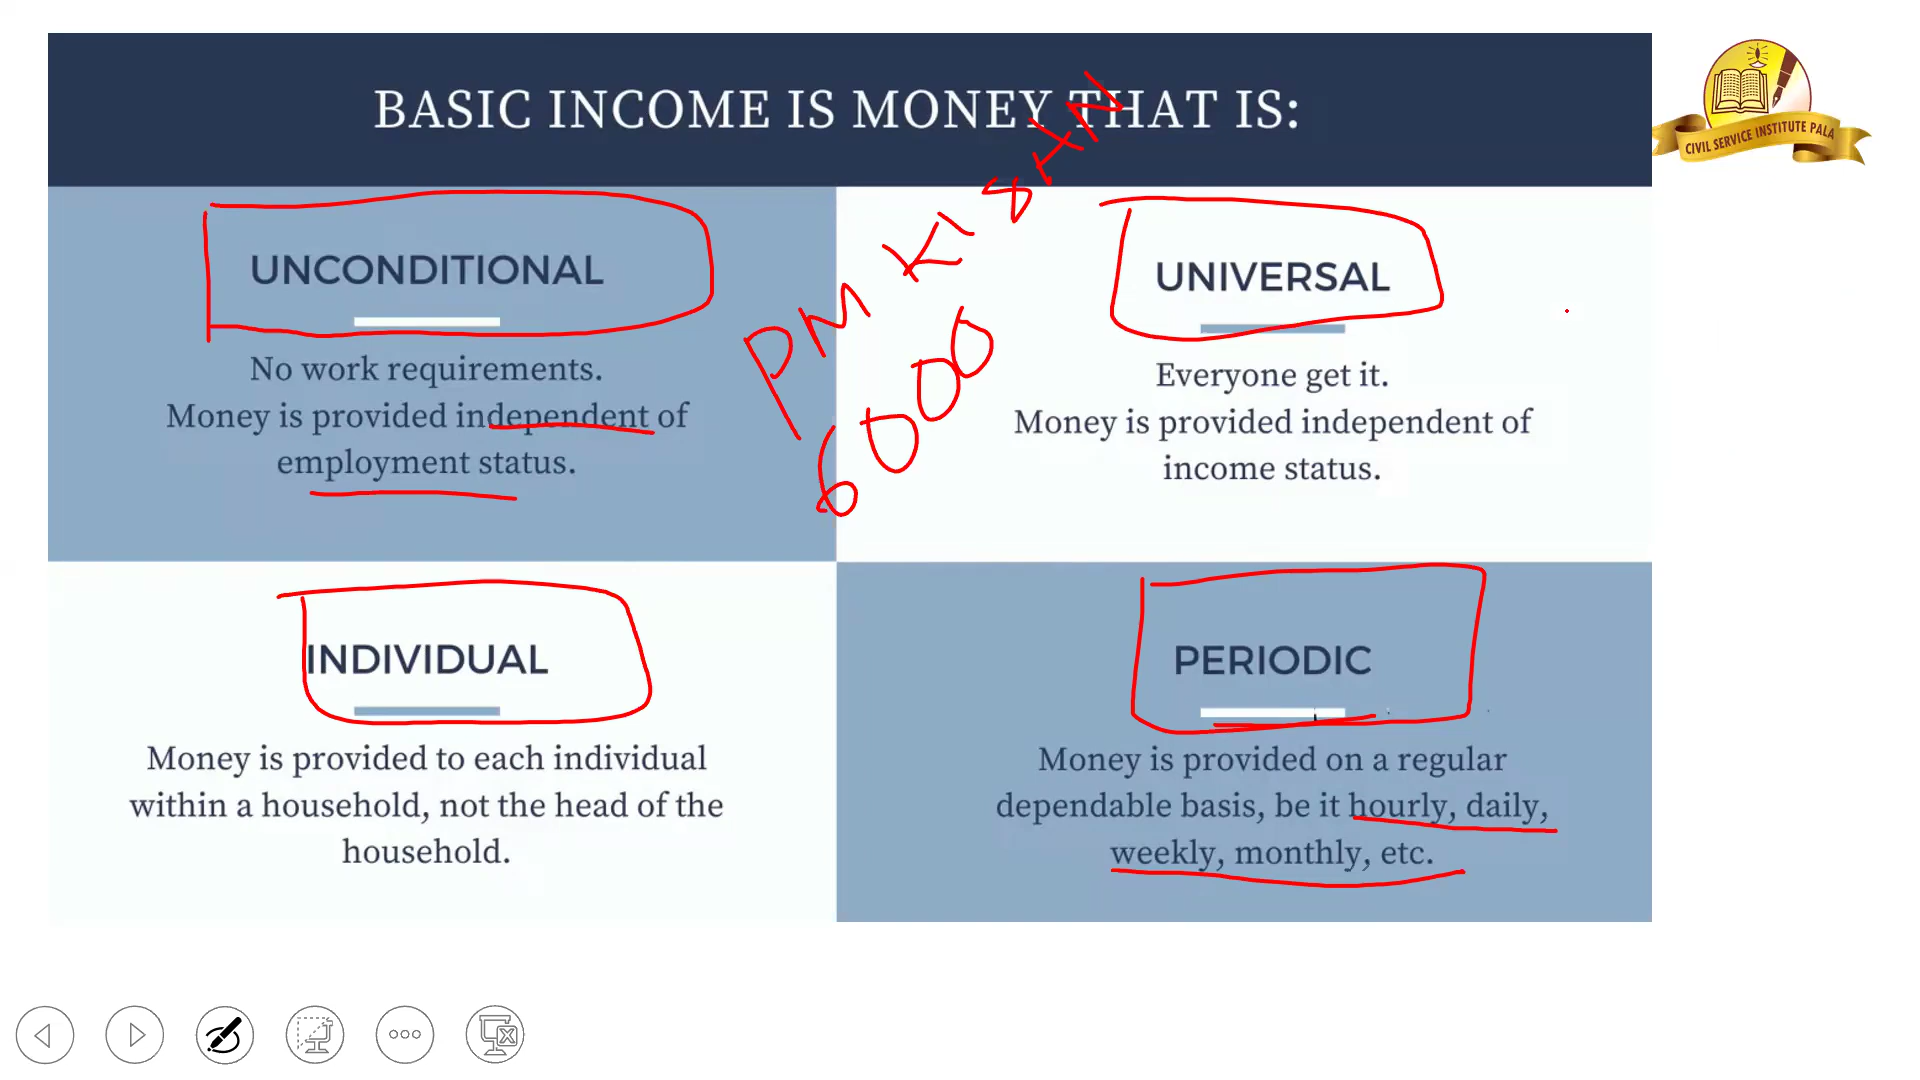 BASIC INCOME IS MONEY THAT IS:
CIVIL SERVICE INSTITUTE PALA
UNCONDITIONAL
No work requirements.
Money is provided independent of
employment status.
PM KISHN
6000
UNIVERSAL
Everyone get it.
Money is provided independent of
income status.
INDIVIDUAL
Money is provided to each individual
within a household, not the head of the
household.
PERIODIC
Money is provided on a regular
dependable basis, be it hourly, daily,
weekly, monthly, etc.